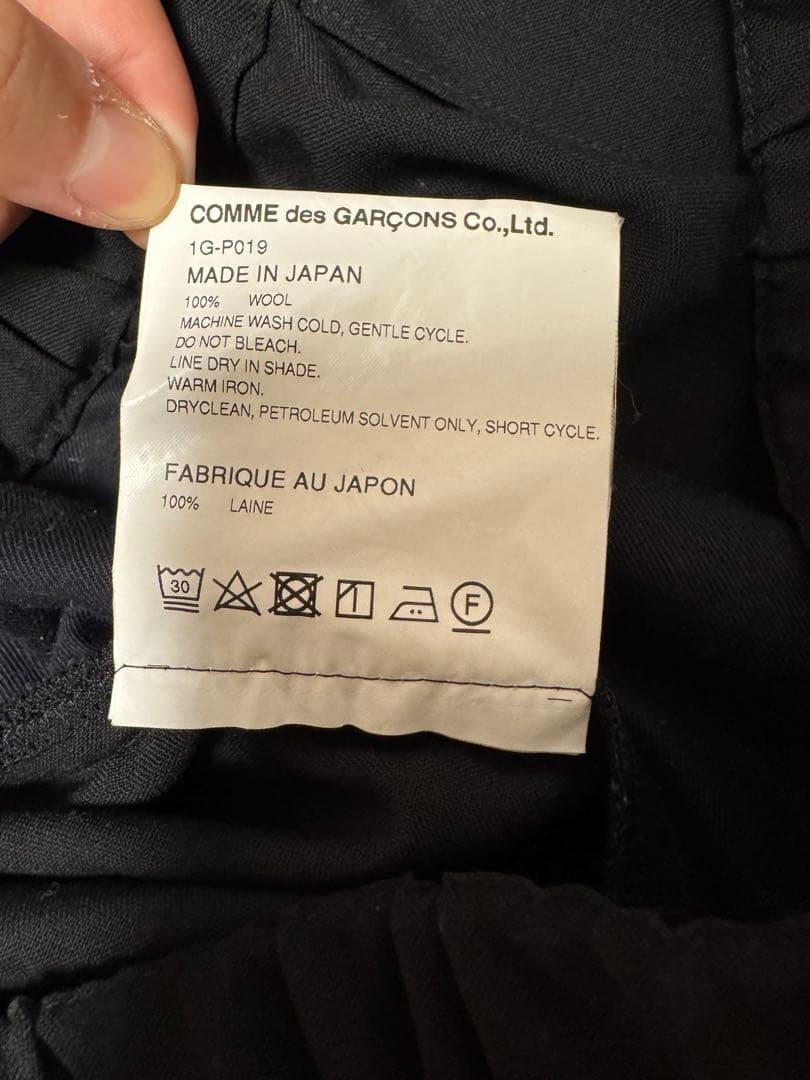 COMME des GARÇONS Co.,Ltd.
1G-P019
MADE IN JAPAN
100% WOOL
MACHINE WASH COLD, GENTLE CYCLE.
DO NOT BLEACH.
LINE DRY IN SHADE.
WARM IRON.
DRYCLEAN, PETROLEUM SOLVENT ONLY, SHORT CYCLE.
FABRIQUE AU JAPON
100% LAINE
30 F